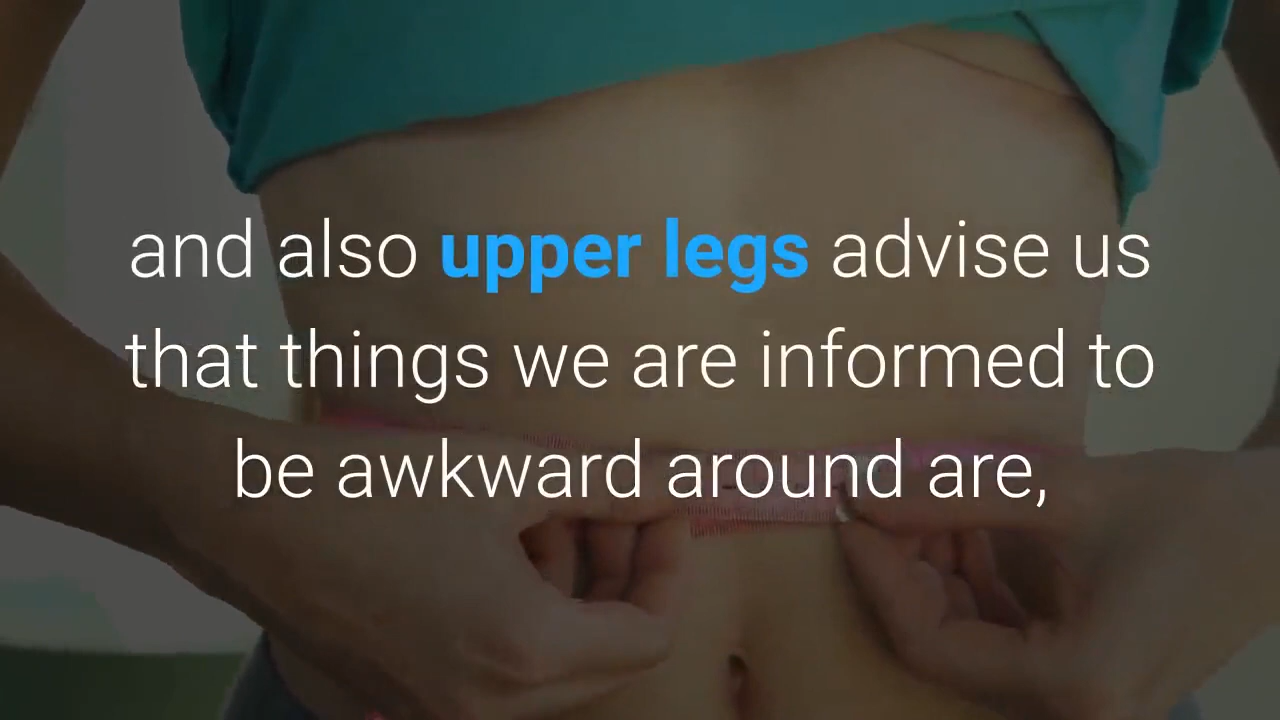 and also upper legs advise us
that things we are informed to
be awkward around are,